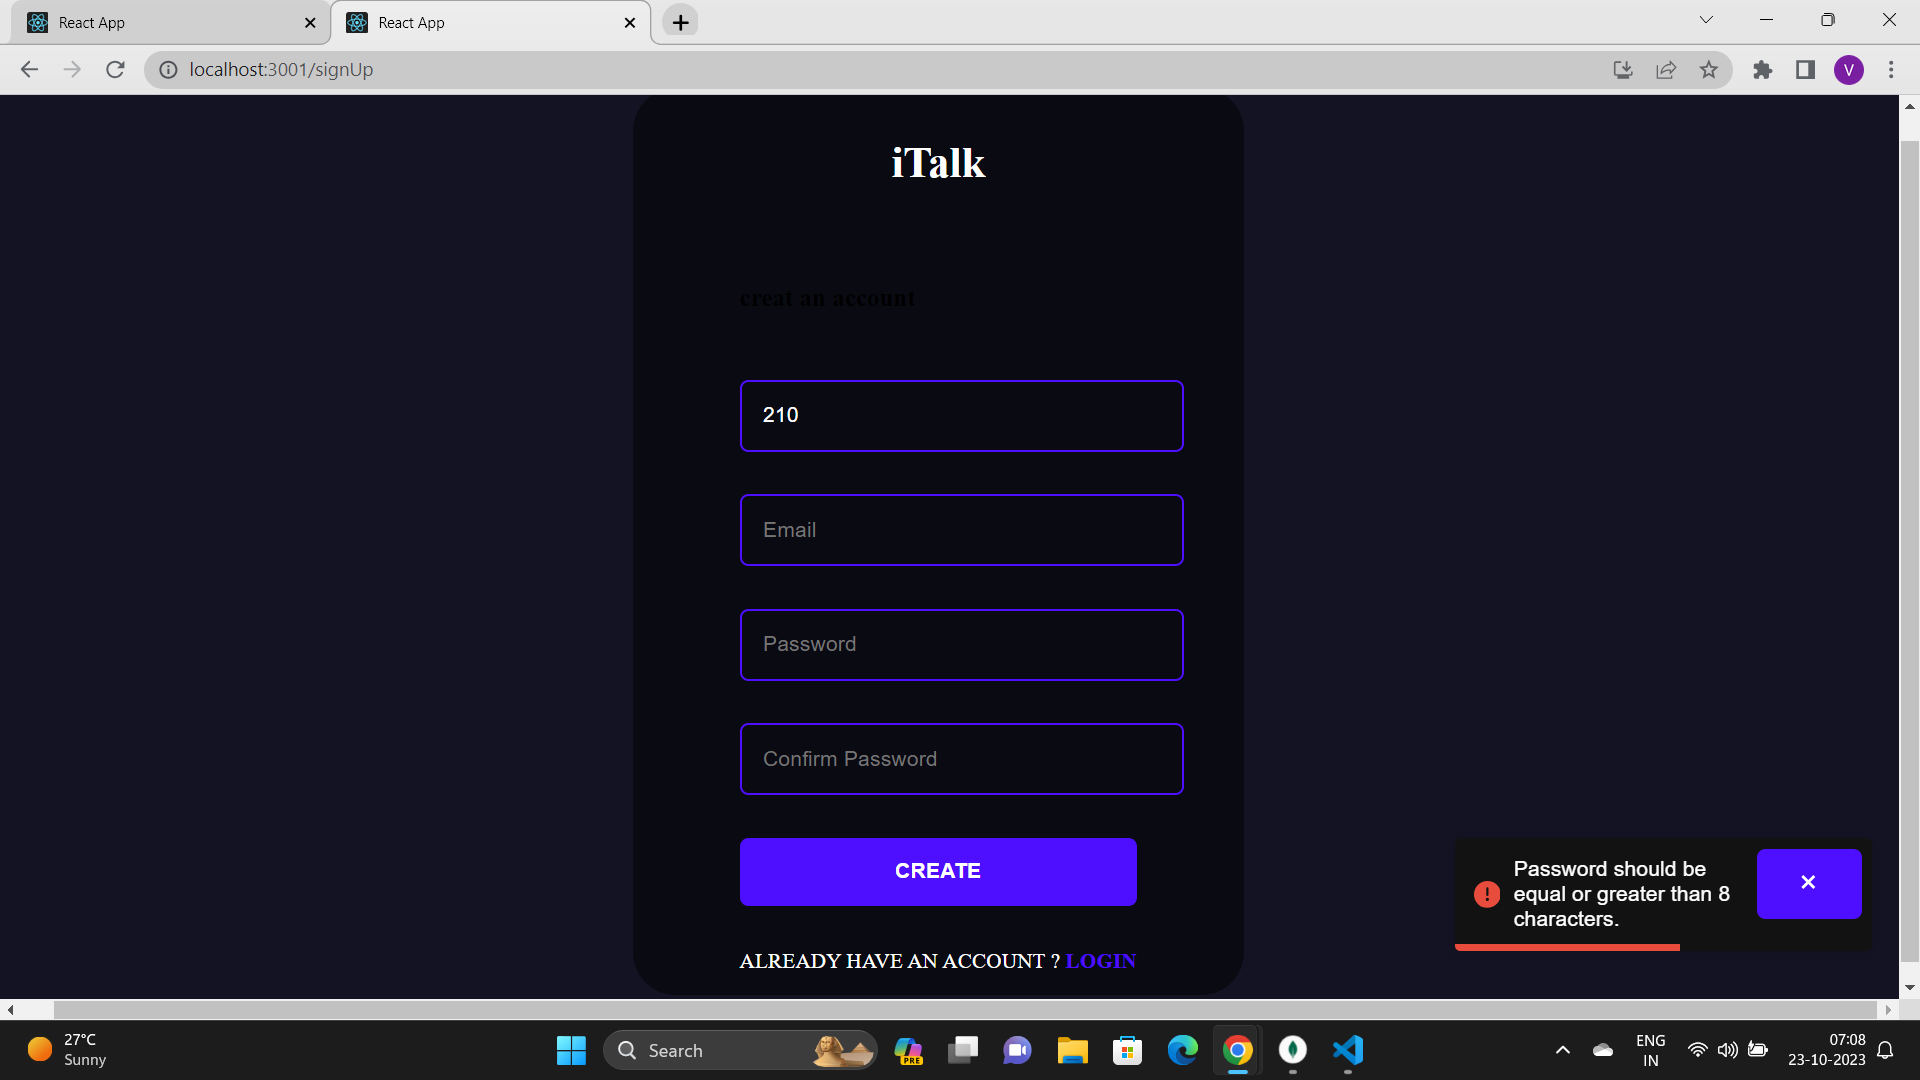 React App
React App
localhost:3001/signUp
V
iTalk
creat an account
210
Email
Password
Confirm Password
CREATE
ALREADY HAVE AN ACCOUNT ? LOGIN
Password should be
equal or greater than 8
characters.
27°C
Sunny
Search
PRE
ENG
IN
07:08
23-10-2023